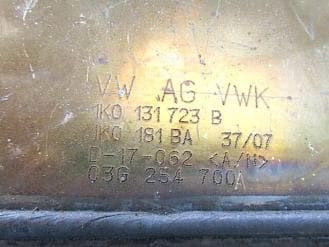 VW AG VWK
1K0 131 723 B
1K0 181 BA 37/07
D-17-062 <A/M>
03G 254 700A